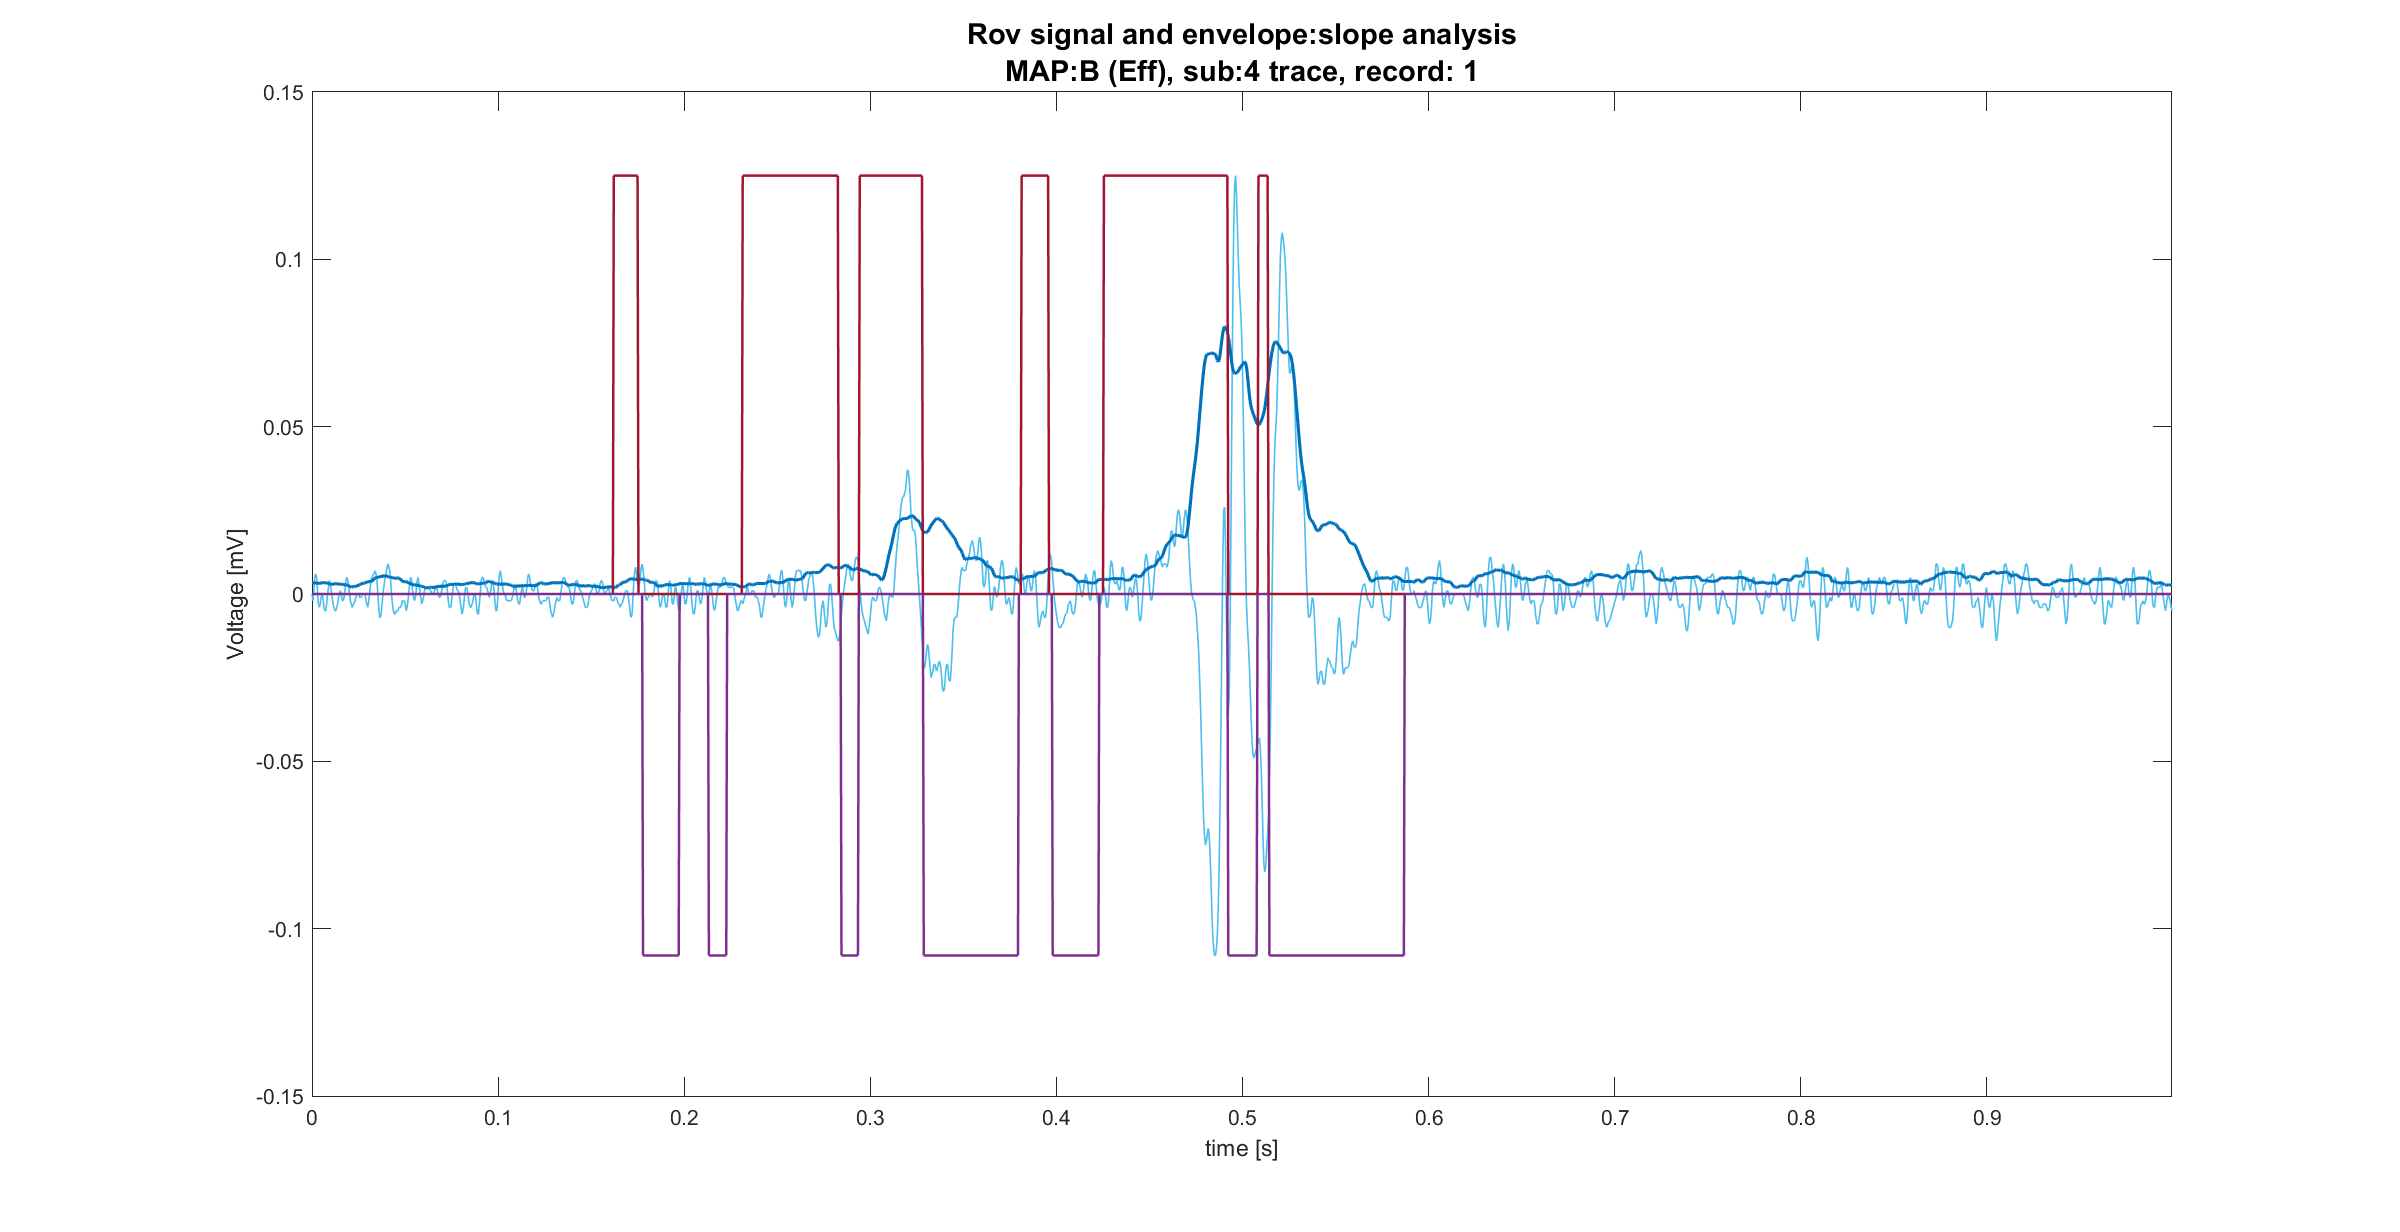 Rov signal and envelope:slope analysis
MAP:B (Eff), sub:4 trace, record: 1
0.15
0.1
0.05
0
-0.05
-0.1
-0.15
Voltage [mV]
0 0.1 0.2 0.3 0.4 0.5 0.6 0.7 0.8 0.9
time [s]